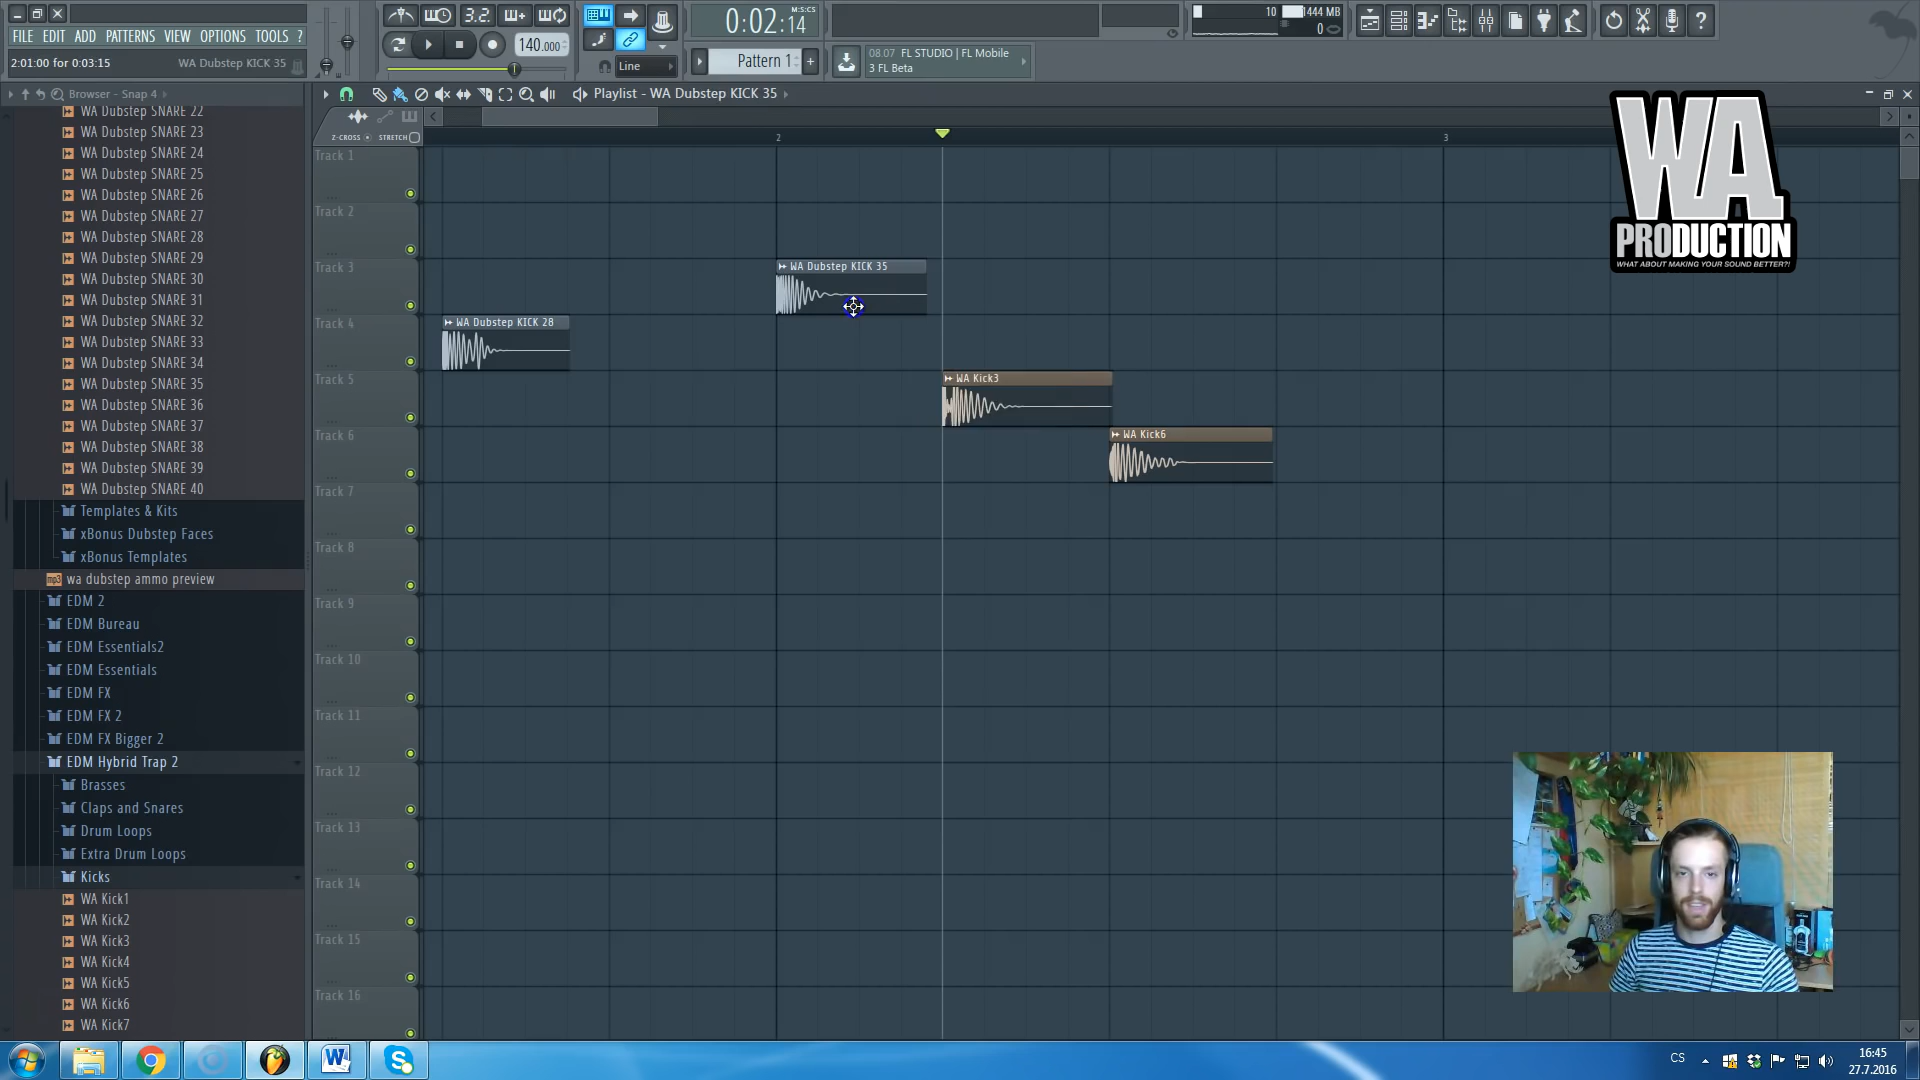 FILE EDIT ADD PATTERNS VIEW OPTIONS TOOLS ?
2:01:00 for 0:03:15
WA Dubstep KICK 35
3.2
140.000
Line
0:02:14
M:S:CS
Pattern 1
08.07 FL STUDIO | FL Mobile
3 FL Beta
10
1444 MB
0
Browser - Snap 4
Playlist - WA Dubstep KICK 35
Z-CROSS STRETCH
2
3
WA Dubstep SNARE 22
WA Dubstep SNARE 23
WA Dubstep SNARE 24
WA Dubstep SNARE 25
WA Dubstep SNARE 26
WA Dubstep SNARE 27
WA Dubstep SNARE 28
WA Dubstep SNARE 29
WA Dubstep SNARE 30
WA Dubstep SNARE 31
WA Dubstep SNARE 32
WA Dubstep SNARE 33
WA Dubstep SNARE 34
WA Dubstep SNARE 35
WA Dubstep SNARE 36
WA Dubstep SNARE 37
WA Dubstep SNARE 38
WA Dubstep SNARE 39
WA Dubstep SNARE 40
Templates & Kits
xBonus Dubstep Faces
xBonus Templates
mp3 wa dubstep ammo preview
EDM 2
EDM Bureau
EDM Essentials2
EDM Essentials
EDM FX
EDM FX 2
EDM FX Bigger 2
EDM Hybrid Trap 2
Brasses
Claps and Snares
Drum Loops
Extra Drum Loops
Kicks
WA Kick1
WA Kick2
WA Kick3
WA Kick4
WA Kick5
WA Kick6
WA Kick7
Track 1
Track 2
Track 3
Track 4
Track 5
Track 6
Track 7
Track 8
Track 9
Track 10
Track 11
Track 12
Track 13
Track 14
Track 15
Track 16
WA Dubstep KICK 35
WA Dubstep KICK 28
WA Kick3
WA Kick6
WA
PRODUCTION
WHAT ABOUT MAKING YOUR SOUND BETTER?!
CS
16:45
27.7.2016